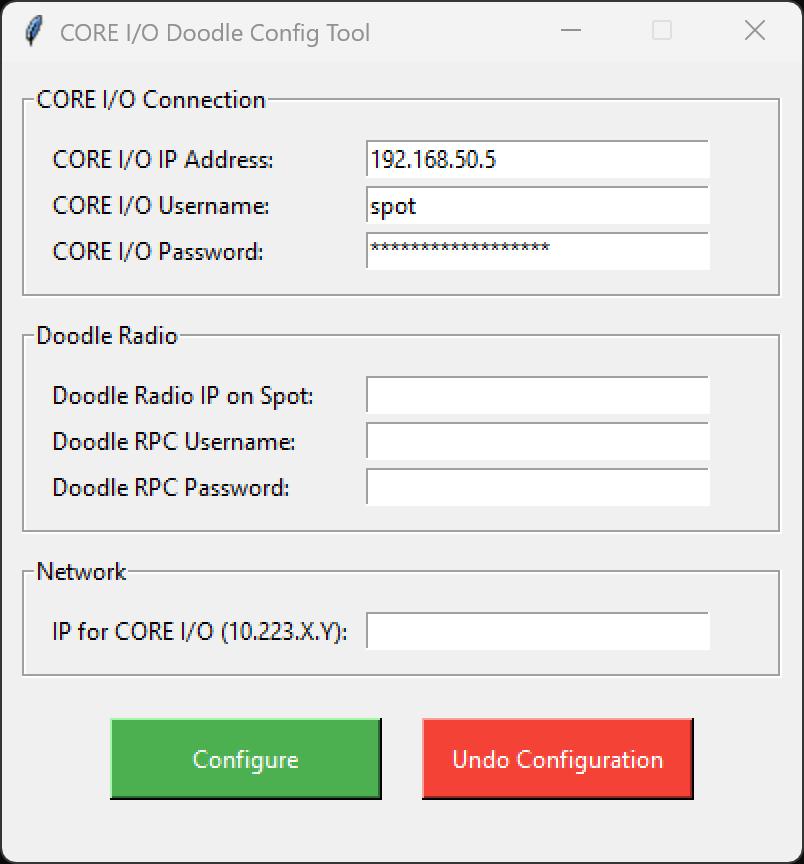 CORE I/O Doodle Config Tool
CORE I/O Connection
CORE I/O IP Address: 192.168.50.5
CORE I/O Username: spot
CORE I/O Password: ******************
Doodle Radio
Doodle Radio IP on Spot:
Doodle RPC Username:
Doodle RPC Password:
Network
IP for CORE I/O (10.223.X.Y):
Configure Undo Configuration